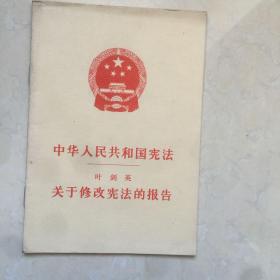 中华人民共和国宪法
叶剑英
关于修改宪法的报告